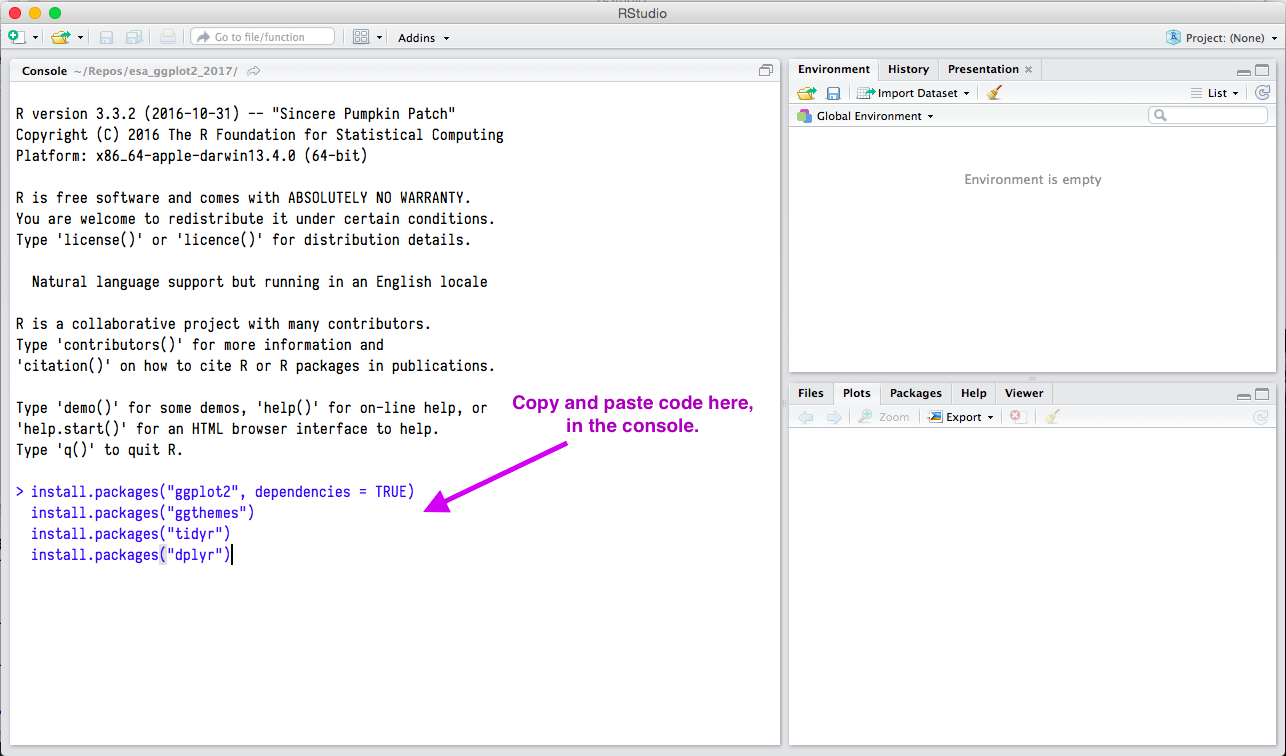 RStudio
Go to file/function
Addins
Project: (None)
Console ~/Repos/esa_ggplot2_2017/
R version 3.3.2 (2016-10-31) -- "Sincere Pumpkin Patch"
Copyright (C) 2016 The R Foundation for Statistical Computing
Platform: x86_64-apple-darwin13.4.0 (64-bit)
R is free software and comes with ABSOLUTELY NO WARRANTY.
You are welcome to redistribute it under certain conditions.
Type 'license()' or 'licence()' for distribution details.
Natural language support but running in an English locale
R is a collaborative project with many contributors.
Type 'contributors()' for more information and
'citation()' on how to cite R or R packages in publications.
Type 'demo()' for some demos, 'help()' for on-line help, or
'help.start()' for an HTML browser interface to help.
Type 'q()' to quit R.
> install.packages("ggplot2", dependencies = TRUE)
install.packages("ggthemes")
install.packages("tidyr")
install.packages("dplyr")
Copy and paste code here,
in the console.
Environment History Presentation
Import Dataset List
Global Environment
Environment is empty
Files Plots Packages Help Viewer
Zoom Export